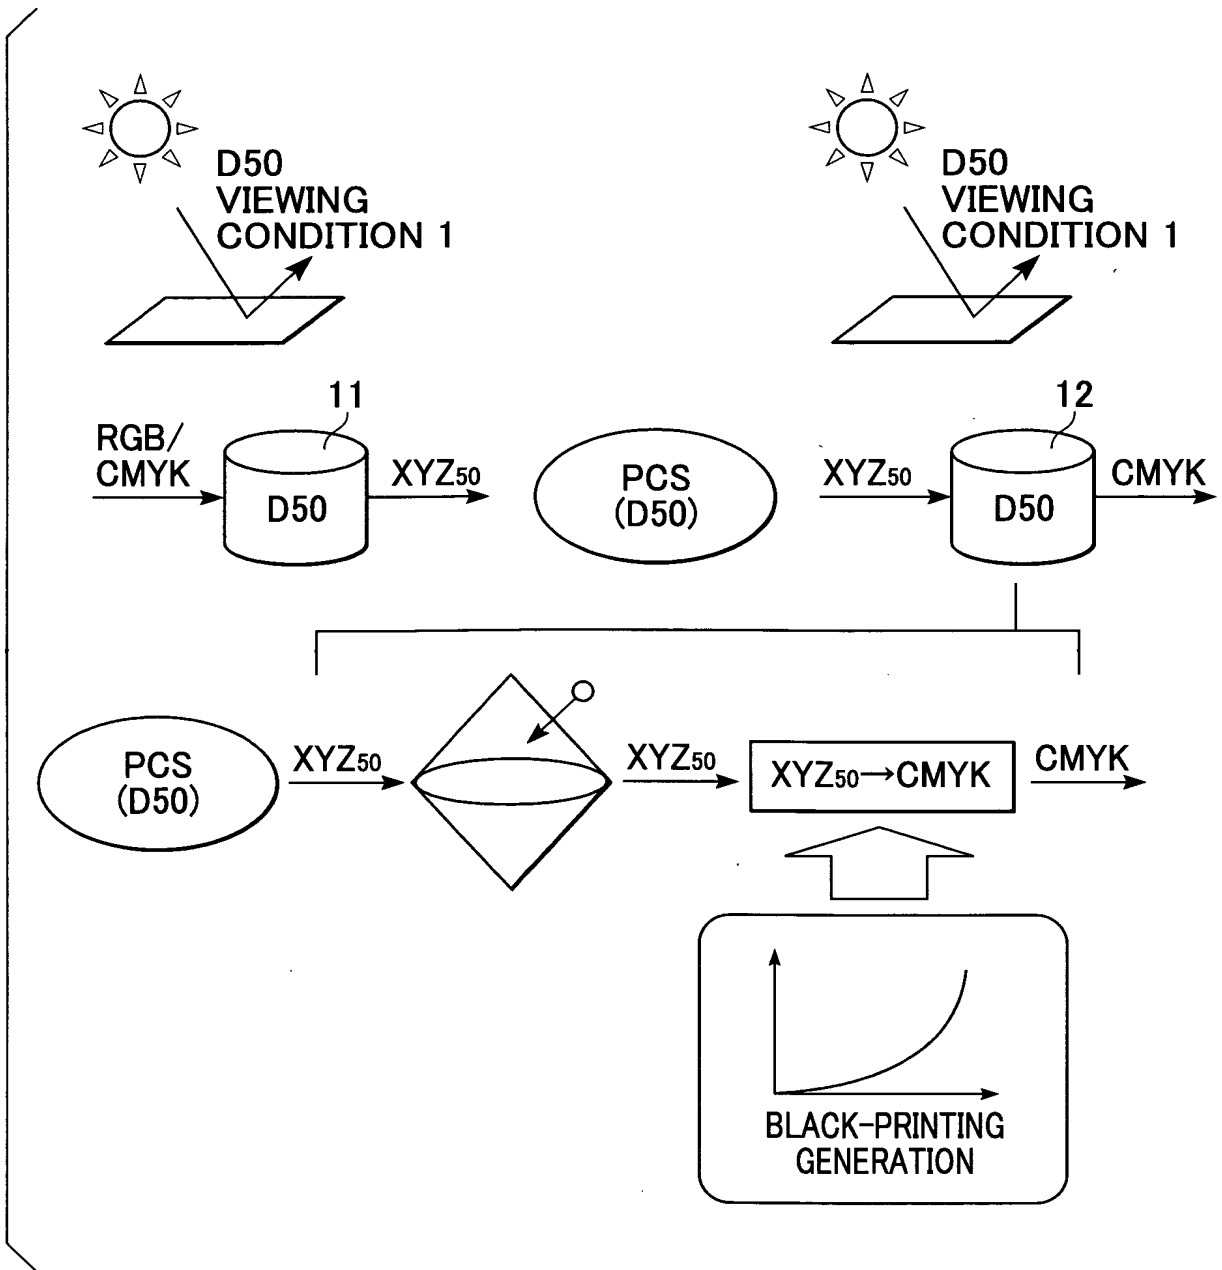 D50
VIEWING
CONDITION 1
D50
VIEWING
CONDITION 1
11
12
RGB/
CMYK
D50
XYZ50
PCS
(D50)
XYZ50
D50
CMYK
PCS
(D50)
XYZ50
XYZ50
XYZ50→CMYK
CMYK
BLACK-PRINTING
GENERATION